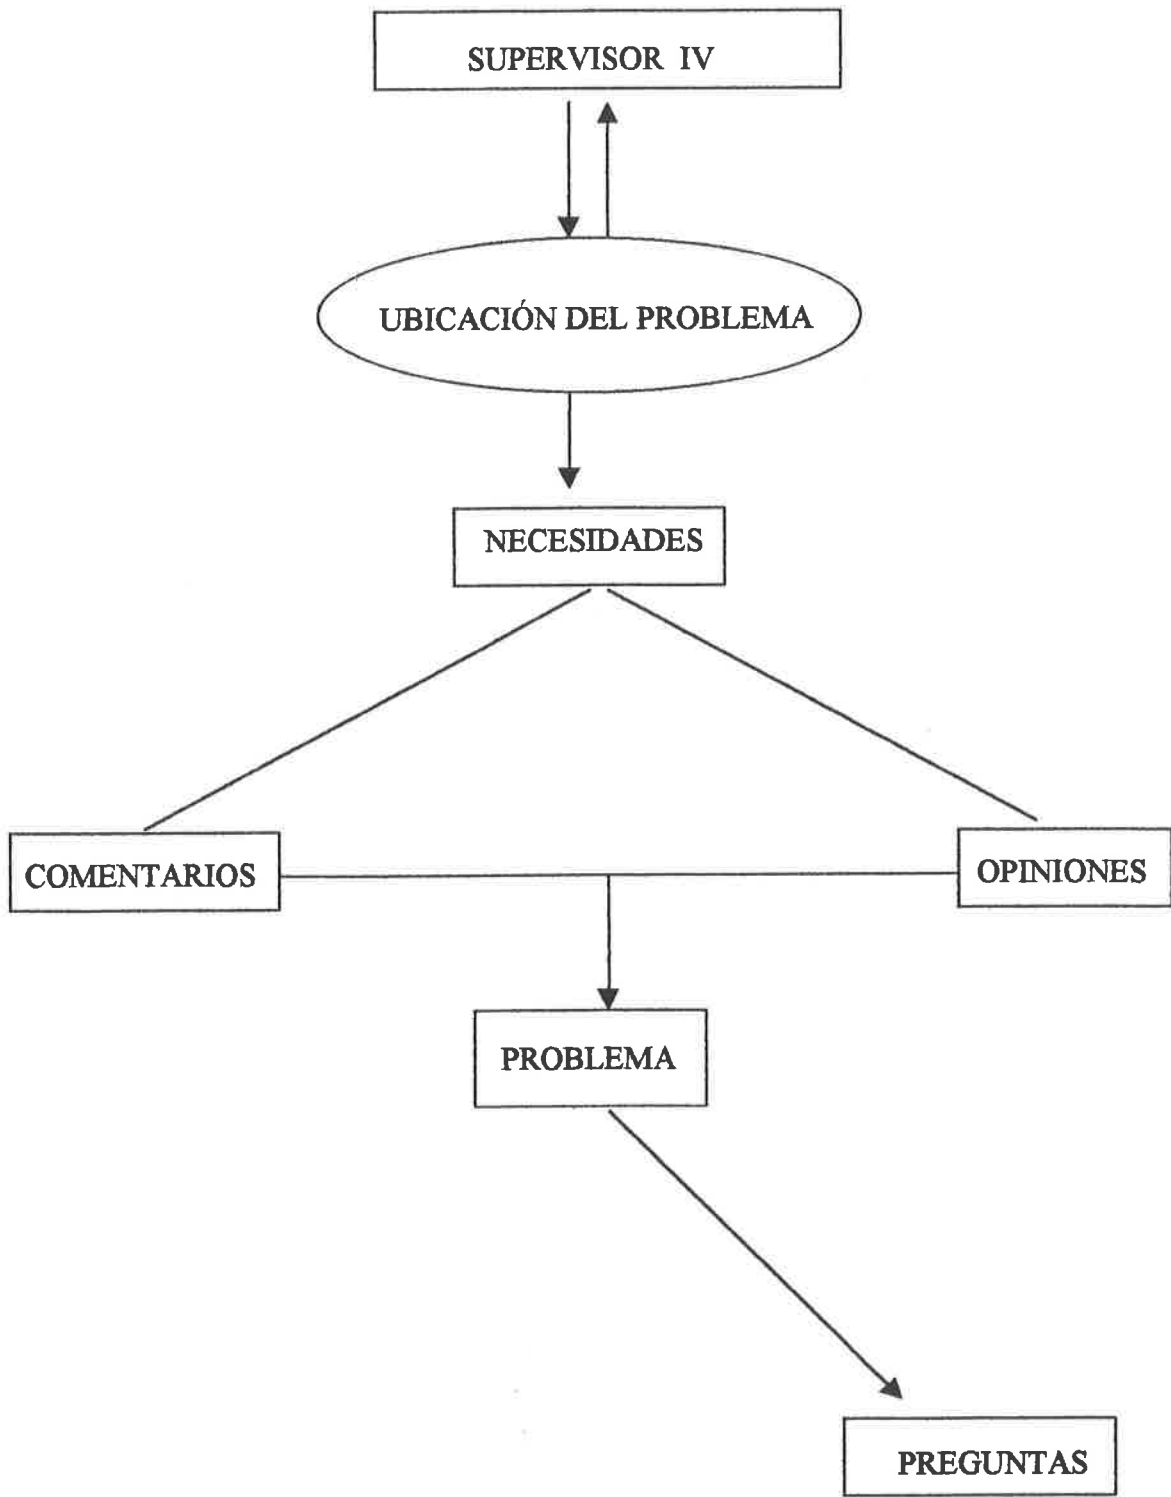 SUPERVISOR IV
UBICACIÓN DEL PROBLEMA
NECESIDADES
COMENTARIOS
OPINIONES
PROBLEMA
PREGUNTAS